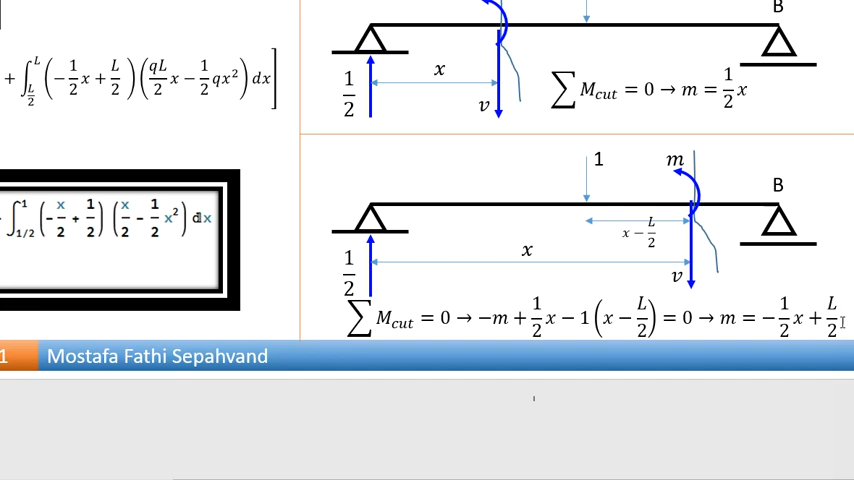 + ∫_{L/2}^{L} (−1/2 x + L/2) (qL/2 x − 1/2 qx²) dx]
∫_{1/2}^{1} (−x/2 + 1/2) (x/2 − 1/2 x²) dx
B
x
1/2
v
∑ M_cut = 0 → m = 1/2 x
1
m
B
x − L/2
x
1/2
v
∑ M_cut = 0 → −m + 1/2 x − 1(x − L/2) = 0 → m = −1/2 x + L/2
1 Mostafa Fathi Sepahvand